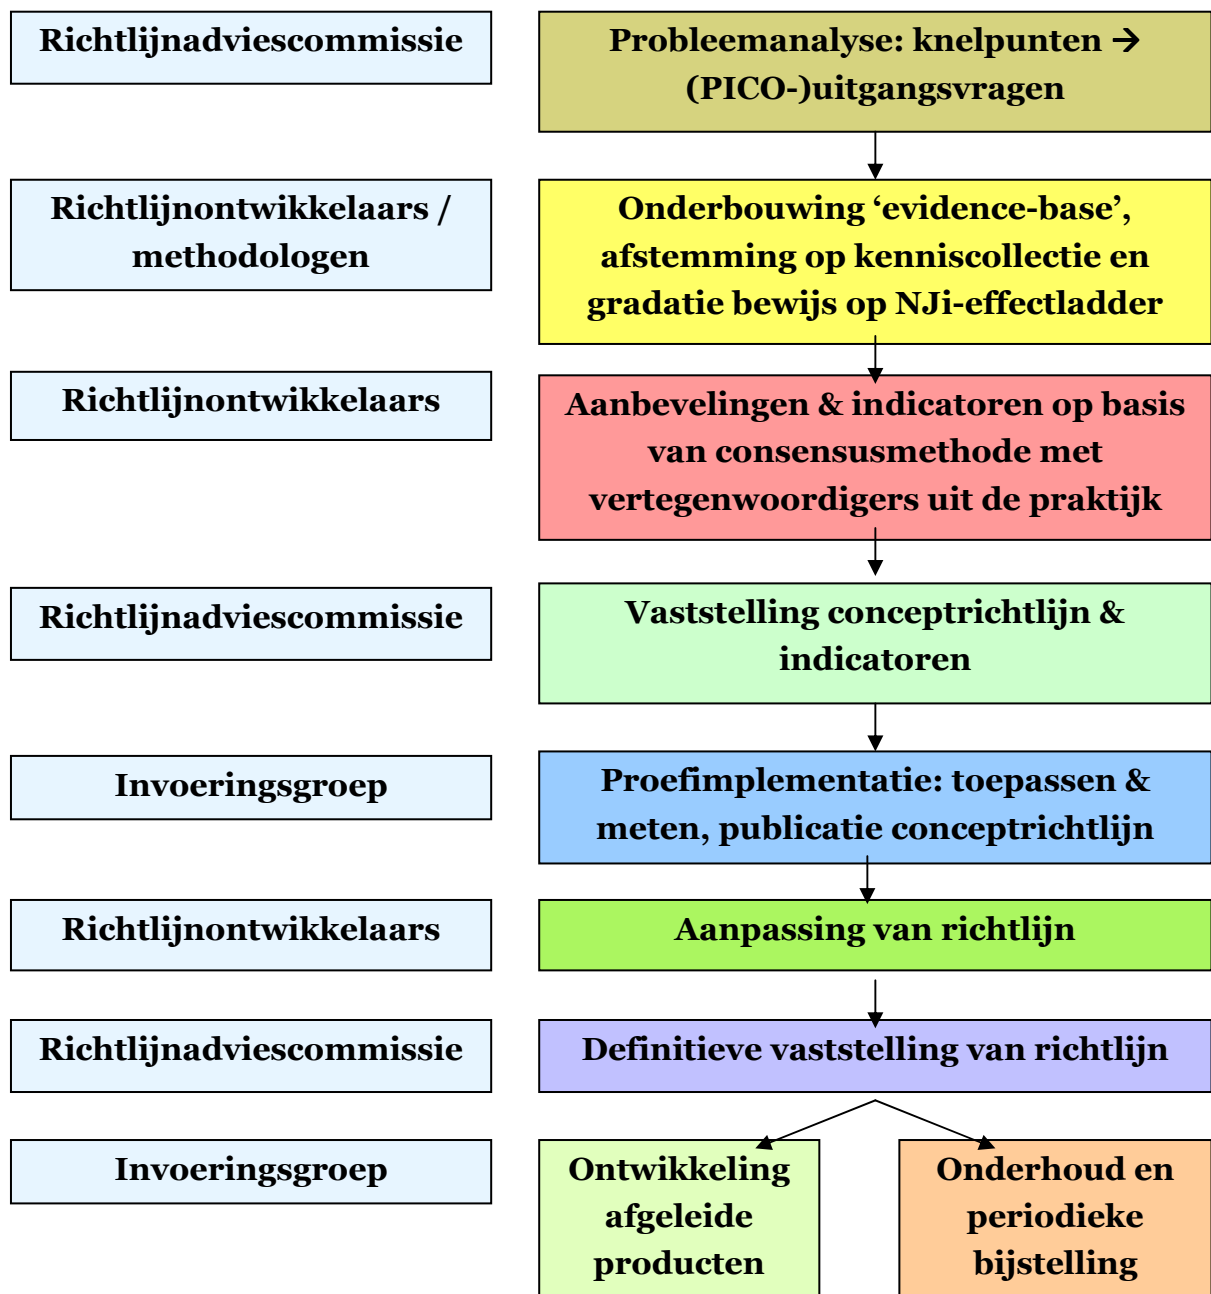 Richtlijnadviescommissie
Probleemanalyse: knelpunten →
(PICO-)uitgangsvragen
Richtlijnontwikkelaars /
methodologen
Onderbouwing ‘evidence-base’,
afstemming op kenniscollectie en
gradatie bewijs op NJi-effectladder
Richtlijnontwikkelaars
Aanbevelingen & indicatoren op basis
van consensusmethode met
vertegenwoordigers uit de praktijk
Richtlijnadviescommissie
Vaststelling conceptrichtlijn &
indicatoren
Invoeringsgroep
Proefimplementatie: toepassen &
meten, publicatie conceptrichtlijn
Richtlijnontwikkelaars
Aanpassing van richtlijn
Richtlijnadviescommissie
Definitieve vaststelling van richtlijn
Invoeringsgroep
Ontwikkeling
afgeleide
producten
Onderhoud en
periodieke
bijstelling